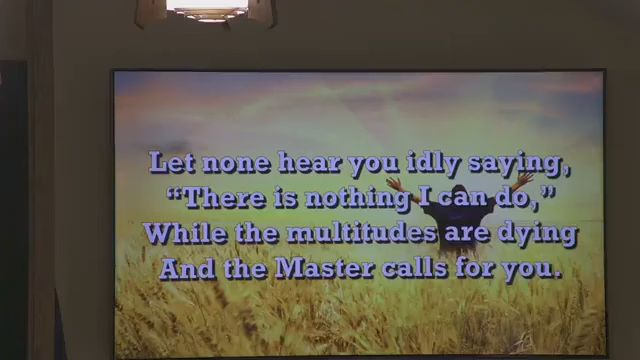 Let none hear you idly saying,
“There is nothing I can do,”
While the multitudes are dying
And the Master calls for you.